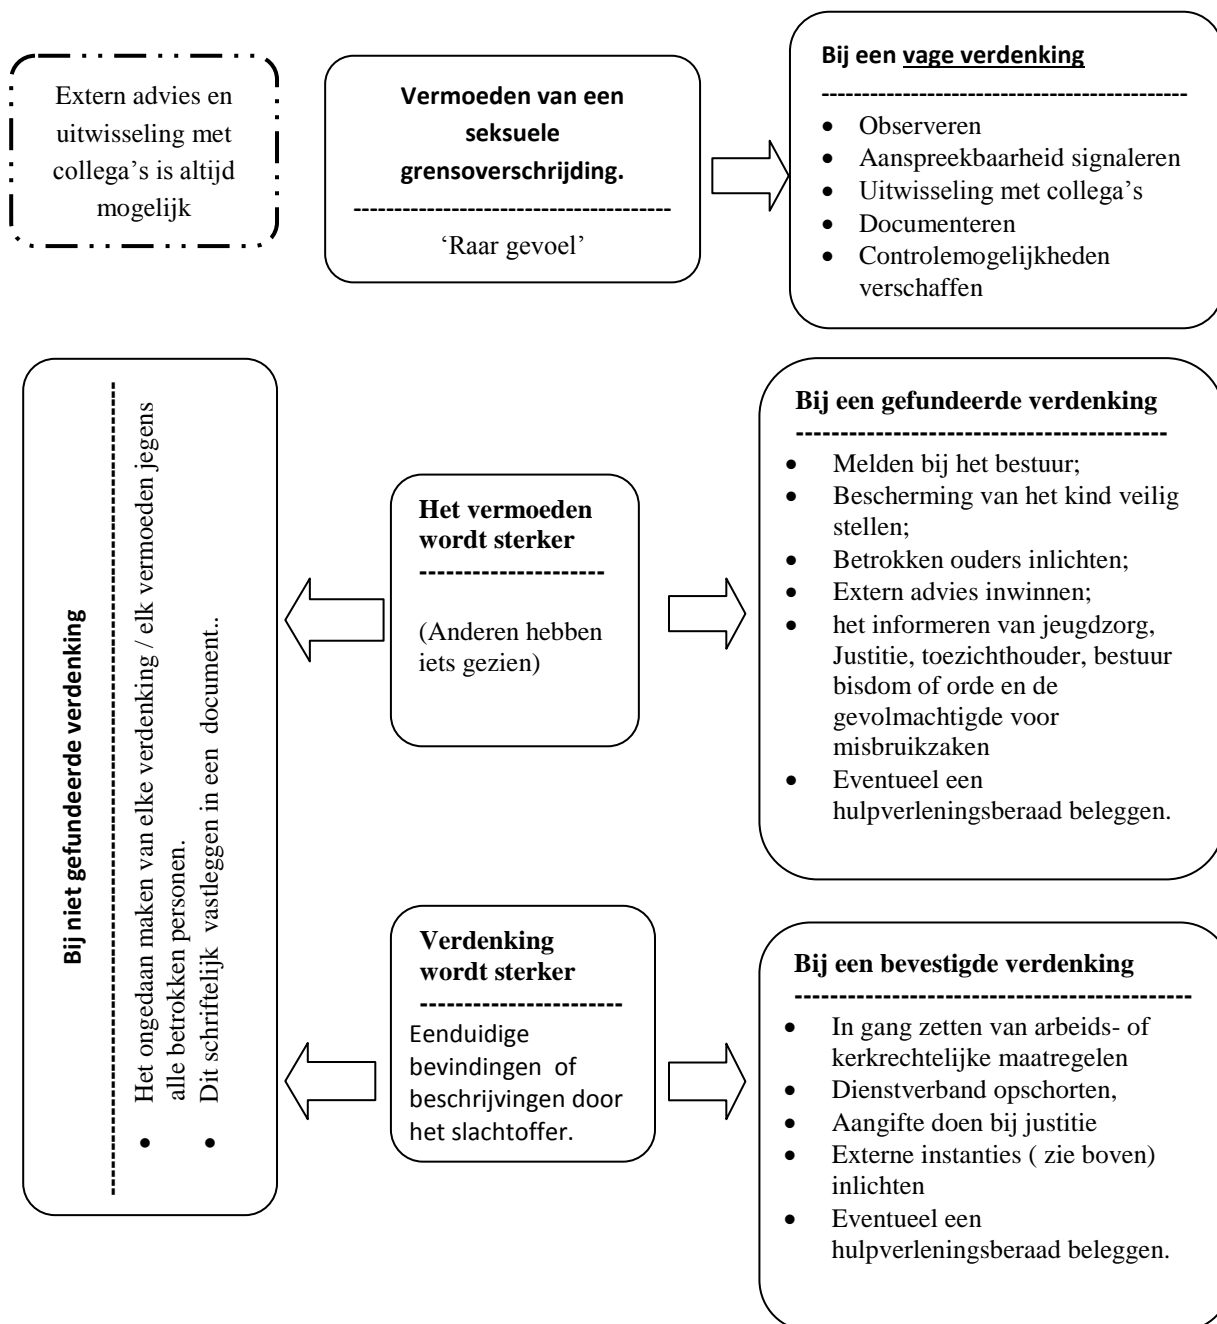 Extern advies en
uitwisseling met
collega’s is altijd
mogelijk
Vermoeden van een
seksuele
grensoverschrijding.
----------------------------------------
‘Raar gevoel’
Bij een vage verdenking
---------------------------------------------
• Observeren
• Aanspreekbaarheid signaleren
• Uitwisseling met collega’s
• Documenteren
• Controlemogelijkheden
verschaffen
Bij niet gefundeerde verdenking
• Het ongedaan maken van elke verdenking / elk vermoeden jegens
alle betrokken personen.
• Dit schriftelijk vastleggen in een document..
Het vermoeden
wordt sterker
---------------------
(Anderen hebben
iets gezien)
Bij een gefundeerde verdenking
------------------------------------------
• Melden bij het bestuur;
• Bescherming van het kind veilig
stellen;
• Betrokken ouders inlichten;
• Extern advies inwinnen;
• het informeren van jeugdzorg,
Justitie, toezichthouder, bestuur
bisdom of orde en de
gevolmachtigde voor
misbruikzaken
• Eventueel een
hulpverleningsberaad beleggen.
Verdenking
wordt sterker
-----------------------
Eenduidige
bevindingen of
beschrijvingen door
het slachtoffer.
Bij een bevestigde verdenking
---------------------------------------------
• In gang zetten van arbeids- of
kerkrechtelijke maatregelen
• Dienstverband opschorten,
• Aangifte doen bij justitie
• Externe instanties ( zie boven)
inlichten
• Eventueel een
hulpverleningsberaad beleggen.